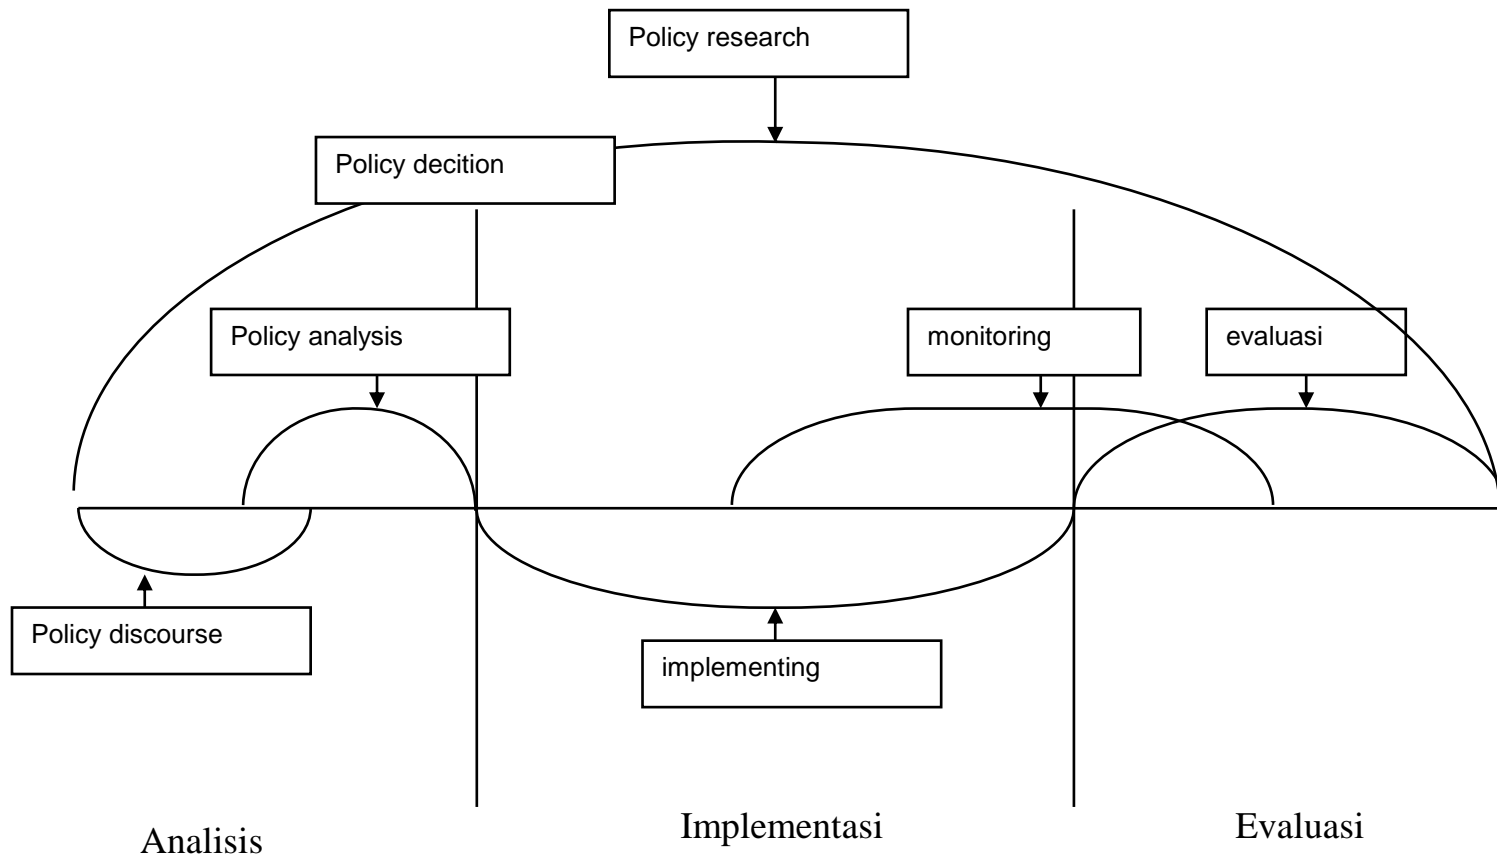 Policy research
Policy decition
Policy analysis
monitoring
evaluasi
Policy discourse
implementing
Analisis
Implementasi
Evaluasi